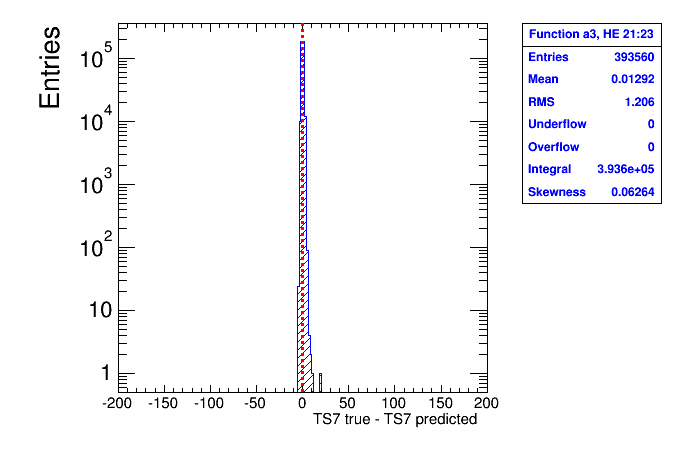 Entries
10^5
10^4
10^3
10^2
10
1
-200 -150 -100 -50 0 50 100 150 200
TS7 true - TS7 predicted
Function a3, HE 21:23
Entries 393560
Mean 0.01292
RMS 1.206
Underflow 0
Overflow 0
Integral 3.936e+05
Skewness 0.06264